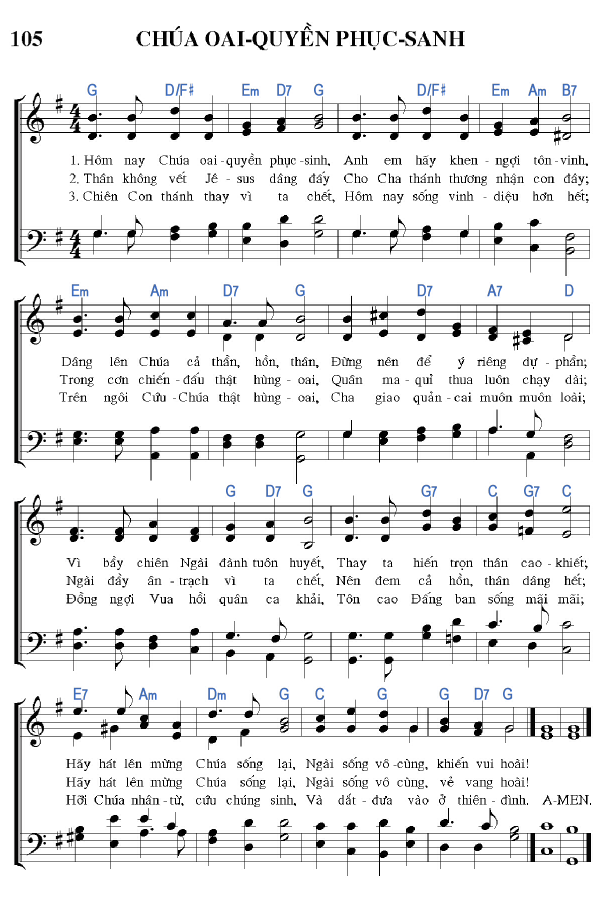 105 CHÚA OAI-QUYỀN PHỤC-SANH
G D/F# Em D7 G D/F# Em Am B7
1. Hôm nay Chúa oai-quyền phục-sinh, Anh em hãy khen-ngợi tôn-vinh,
2. Thần không vết Jê-sus dâng đấy Cho Cha thánh thương nhận con đây;
3. Chiên Con thánh thay vì ta chết, Hôm nay sống vinh-diệu hơn hết;
Em Am D7 G D7 A7 D
Dâng lên Chúa cả thần, hồn, thân, Đừng nên để ý riêng dự-phần;
Trong cơn chiến-đấu thật hùng-oai, Quân ma-quỉ thua luôn chạy dài;
Trên ngôi Cứu-Chúa thật hùng-oai, Cha giao quản-cai muôn muôn loài;
G D7 G G7 C G7 C
Vì bầy chiên Ngài đành tuôn huyết, Thay ta hiến trọn thân cao-khiết;
Ngài đầy ân-trạch vì ta chết, Nên đem cả hồn, thân dâng hết;
Đồng ngợi Vua hồi quân ca khải, Tôn cao Đấng ban sống mãi mãi;
E7 Am Dm G C G G D7 G
Hãy hát lên mừng Chúa sống lại, Ngài sống vô-cùng, khiến vui hoài!
Hãy hát lên mừng Chúa sống lại, Ngài sống vô cùng, vẻ vang hoài!
Hỡi Chúa nhân-từ, cứu chúng sinh, Và dắt-đưa vào ở thiên-đình. A-MEN.